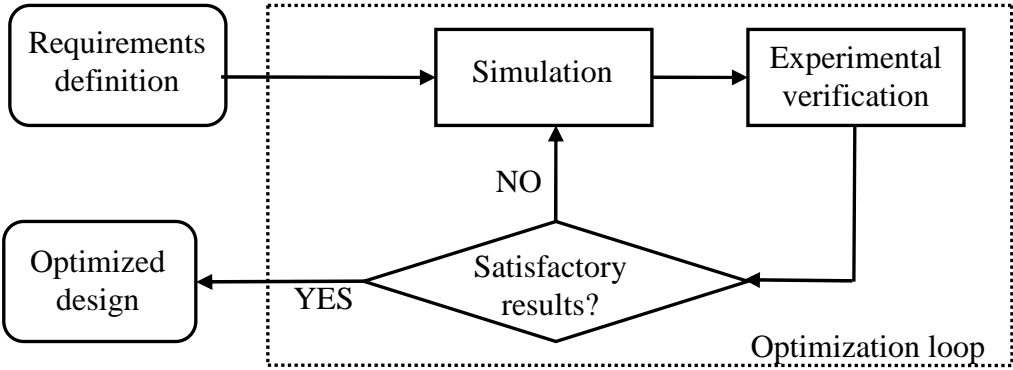 Requirements
definition
Simulation
Experimental
verification
NO
Optimized
design
YES
Satisfactory
results?
Optimization loop